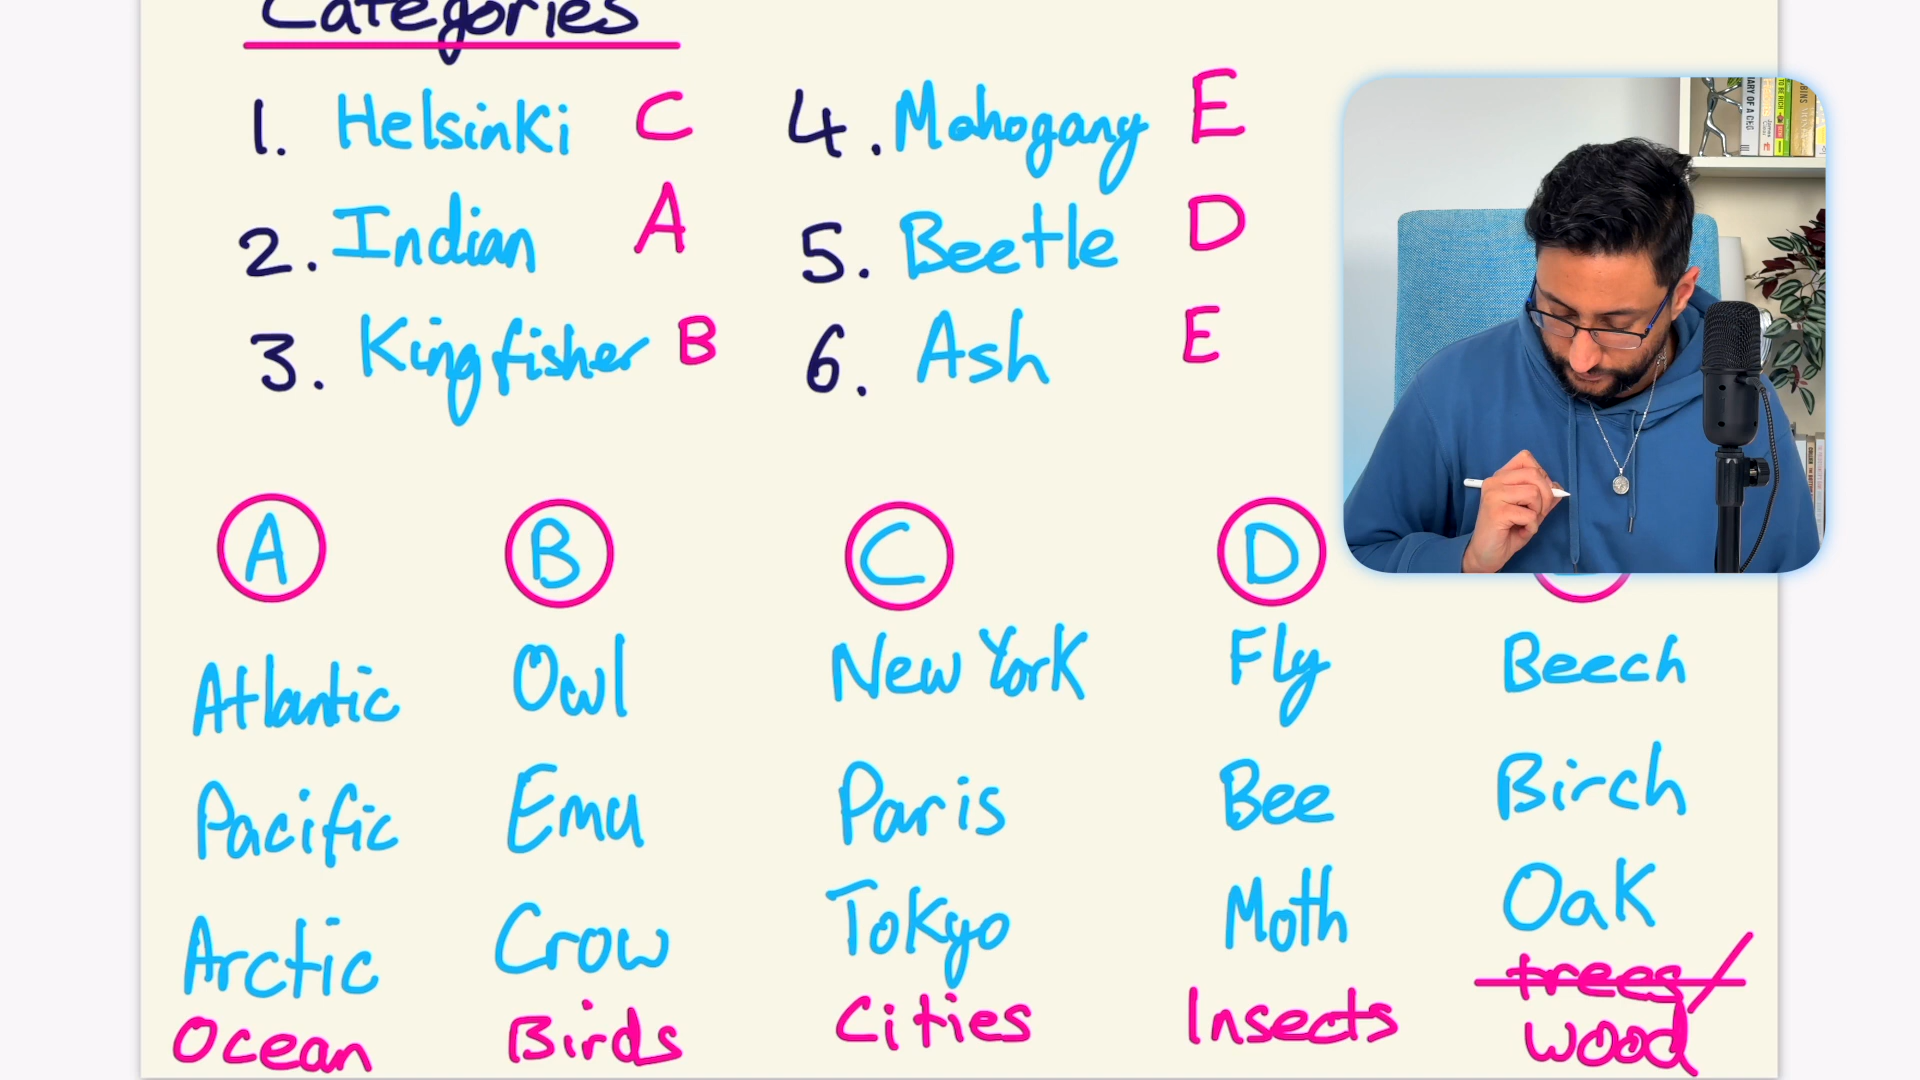 Categories
1. Helsinki C
2. Indian A
3. Kingfisher B
4. Mahogany E
5. Beetle D
6. Ash E
A B C D
Atlantic Owl New York Fly Beech
Pacific Emu Paris Bee Birch
Arctic Crow Tokyo Moth Oak
Ocean Birds Cities Insects trees/
wood